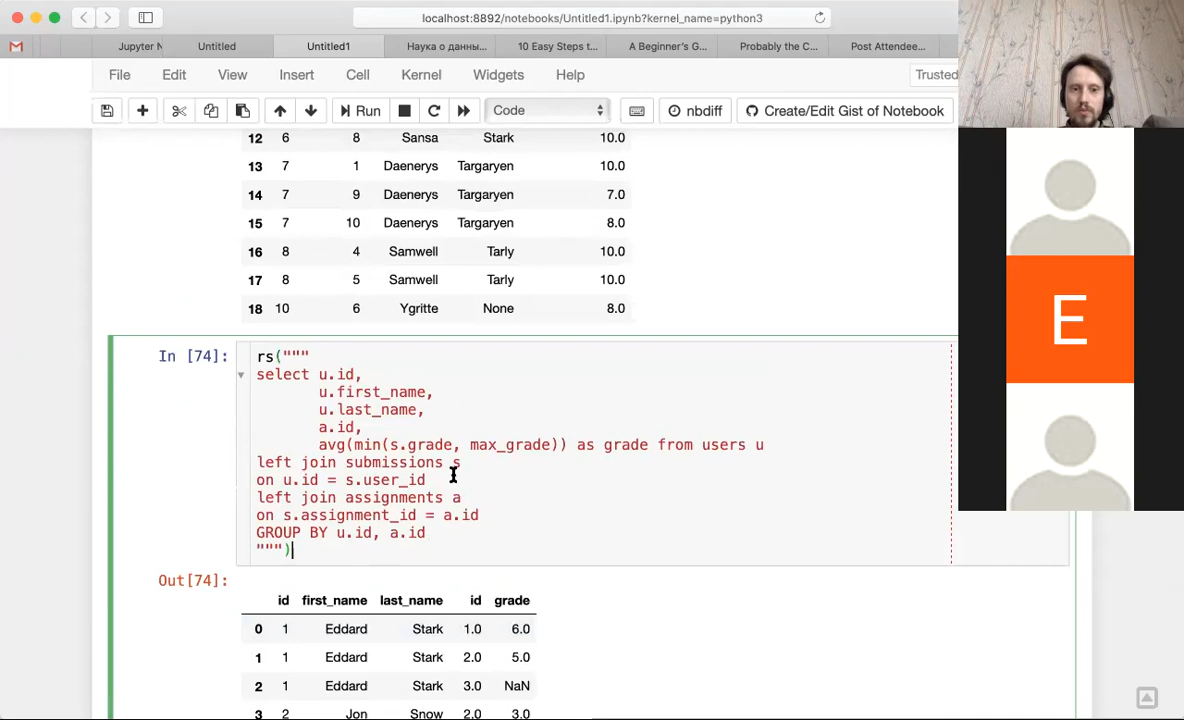 localhost:8892/notebooks/Untitled1.ipynb?kernel_name=python3
Jupyter N
Untitled
Untitled1
Наука о данны...
10 Easy Steps t...
A Beginner's G...
Probably the C...
Post Attendee...
File Edit View Insert Cell Kernel Widgets Help
Trusted
Run
Code
nbdiff
Create/Edit Gist of Notebook
12 6 8 Sansa Stark 10.0
13 7 1 Daenerys Targaryen 10.0
14 7 9 Daenerys Targaryen 7.0
15 7 10 Daenerys Targaryen 8.0
16 8 4 Samwell Tarly 10.0
17 8 5 Samwell Tarly 10.0
18 10 6 Ygritte None 8.0
In [74]:
rs("""
select u.id,
u.first_name,
u.last_name,
a.id,
avg(min(s.grade, max_grade)) as grade from users u
left join submissions s
on u.id = s.user_id
left join assignments a
on s.assignment_id = a.id
GROUP BY u.id, a.id
""")
Out[74]:
id first_name last_name id grade
0 1 Eddard Stark 1.0 6.0
1 1 Eddard Stark 2.0 5.0
2 1 Eddard Stark 3.0 NaN
3 2 Jon Snow 2.0 3.0
E